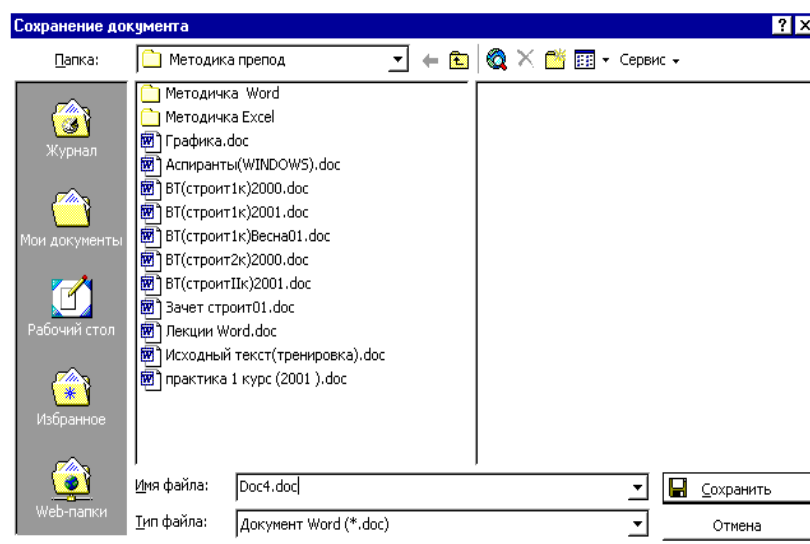 Сохранение документа
Папка:
Методика препод
Сервис
Журнал
Мои документы
Рабочий стол
Избранное
Web-папки
Методичка Word
Методичка Excel
Графика.doc
Аспиранты(WINDOWS).doc
ВТ(строит1к)2000.doc
ВТ(строит1к)2001.doc
ВТ(строит1к)Весна01.doc
ВТ(строит2к)2000.doc
ВТ(строитIIк)2001.doc
Зачет строит01.doc
Лекции Word.doc
Исходный текст(тренировка).doc
практика 1 курс (2001 ).doc
Имя файла:
Doc4.doc
Сохранить
Тип файла:
Документ Word (*.doc)
Отмена